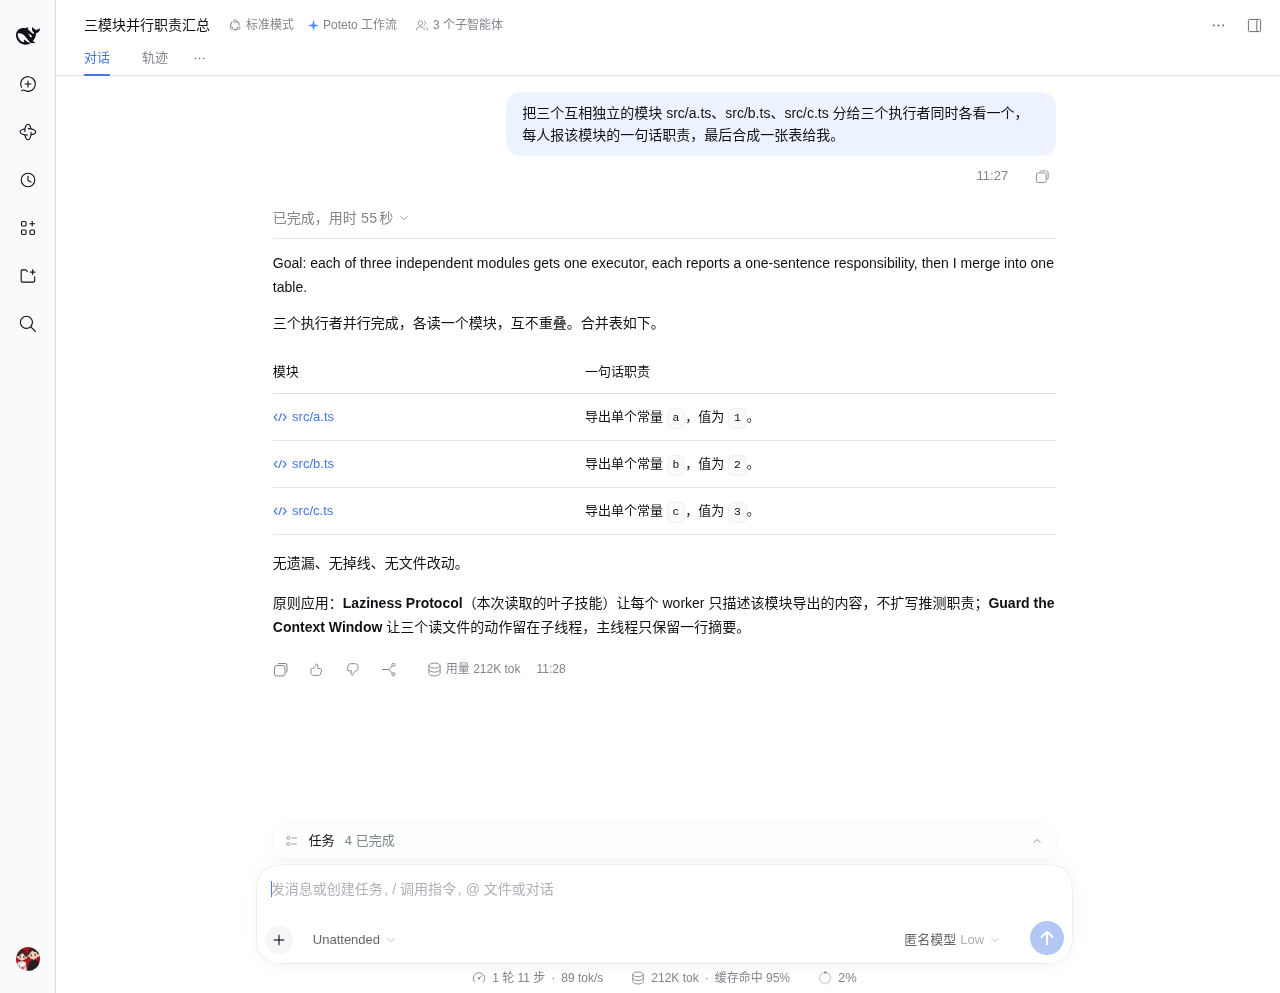 三模块并行职责汇总 标准模式 Poteto 工作流 3 个子智能体
对话 轨迹 ...
把三个互相独立的模块 src/a.ts、src/b.ts、src/c.ts 分给三个执行者同时各看一个，
每人报该模块的一句话职责，最后合成一张表给我。
11:27
已完成，用时 55 秒
Goal: each of three independent modules gets one executor, each reports a one-sentence responsibility, then I merge into one
table.
三个执行者并行完成，各读一个模块，互不重叠。合并表如下。
模块 一句话职责
src/a.ts 导出单个常量 a，值为 1。
src/b.ts 导出单个常量 b，值为 2。
src/c.ts 导出单个常量 c，值为 3。
无遗漏、无掉线、无文件改动。
原则应用：Laziness Protocol（本次读取的叶子技能）让每个 worker 只描述该模块导出的内容，不扩写推测职责；Guard the
Context Window 让三个读文件的动作留在子线程，主线程只保留一行摘要。
用量 212K tok 11:28
任务 4 已完成
发消息或创建任务, / 调用指令, @ 文件或对话
Unattended 匿名模型 Low
1 轮 11 步 · 89 tok/s 212K tok · 缓存命中 95% 2%